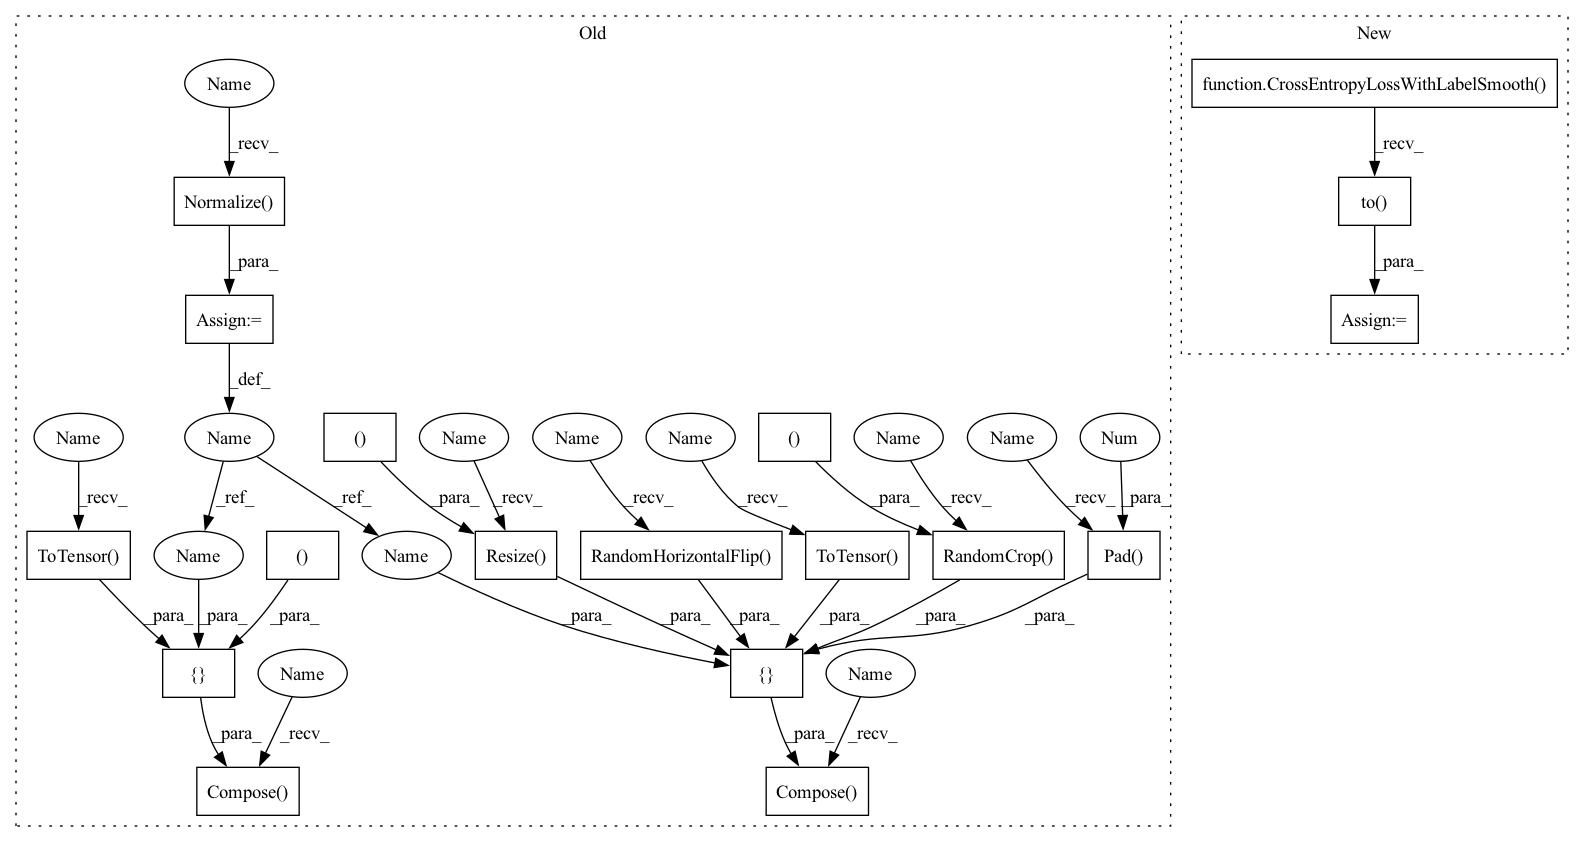 Old
New
Name
function.CrossEntropyLossWithLabelSmooth()
_recv_
_recv_
Normalize()
to()
_para_
_para_
Assign:=
Assign:=
_def_
Name
Name
()
Name
Name
Name
()
Name
Name
Num
_recv_
_ref_
_ref_
_para_
_recv_
_recv_
_recv_
_para_
_recv_
_recv_
_para_
ToTensor()
Name
()
Name
Resize()
RandomHorizontalFlip()
ToTensor()
RandomCrop()
Pad()
_para_
_para_
_para_
_para_
_para_
_para_
_para_
_para_
_para_
{}
Name
{}
Name
_para_
_recv_
_para_
_recv_
Compose()
Compose()